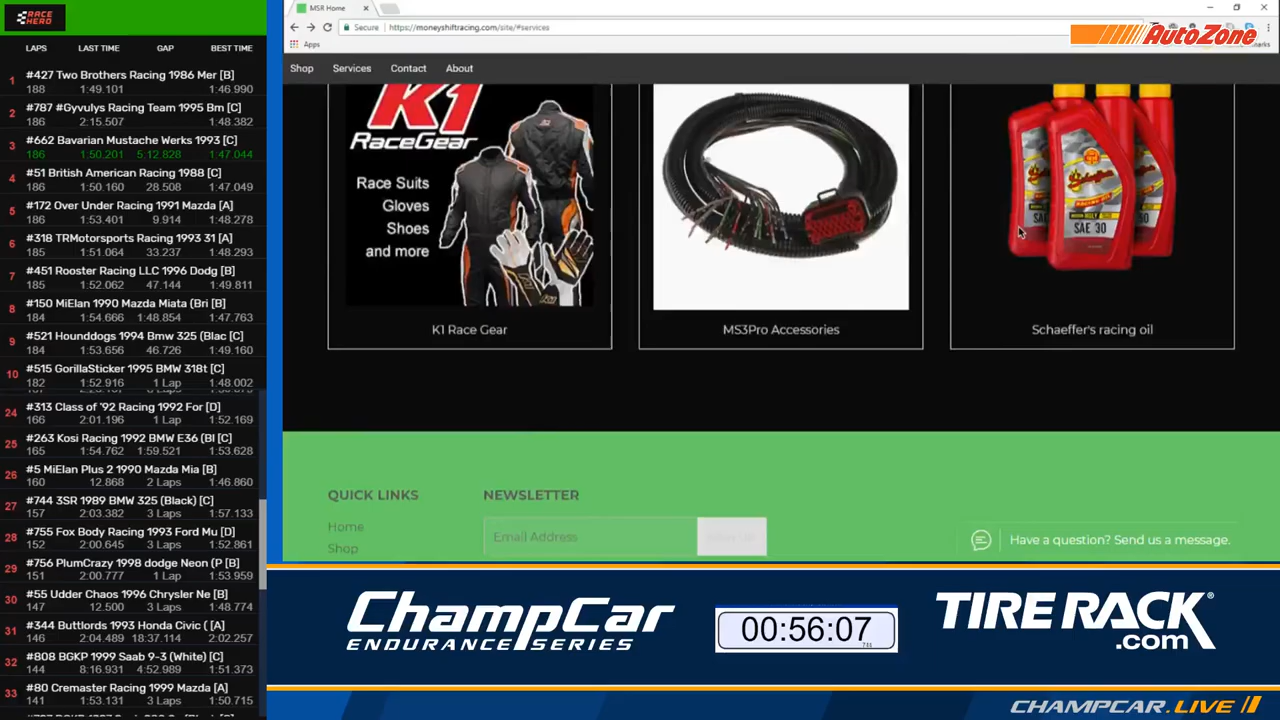 RACE HERO
LAPS LAST TIME GAP BEST TIME
1 #427 Two Brothers Racing 1986 Mer [B]
188 1:49.101 1:46.990
2 #787 #Gyvulys Racing Team 1995 Bm [C]
186 2:15.507 1:48.382
3 #662 Bavarian Mustache Werks 1993 [C]
186 1:50.201 5:12.828 1:47.044
4 #51 British American Racing 1988 [C]
186 1:50.160 28.508 1:47.049
5 #172 Over Under Racing 1991 Mazda [A]
186 1:53.401 9.914 1:48.278
6 #318 TRMotorsports Racing 1993 31 [A]
185 1:51.064 33.237 1:48.293
7 #451 Rooster Racing LLC 1996 Dodg [B]
185 1:52.062 47.144 1:49.811
8 #150 MiElan 1990 Mazda Miata (Bri [B]
184 1:54.666 1:48.854 1:47.763
9 #521 Hounddogs 1994 Bmw 325 (Blac [C]
184 1:53.656 46.726 1:49.160
10 #515 GorillaSticker 1995 BMW 318t [C]
182 1:52.916 1 Lap 1:48.002
24 #313 Class of '92 Racing 1992 For [D]
166 2:01.196 1 Lap 1:52.169
25 #263 Kosi Racing 1992 BMW E36 (Bl [C]
165 1:54.762 1:59.521 1:53.628
26 #5 MiElan Plus 2 1990 Mazda Mia [B]
160 12.868 2 Laps 1:46.860
27 #744 3SR 1989 BMW 325 (Black) [C]
157 2:03.382 3 Laps 1:57.133
28 #755 Fox Body Racing 1993 Ford Mu [D]
152 2:00.645 3 Laps 1:52.861
29 #756 PlumCrazy 1998 dodge Neon (P [B]
151 2:00.777 1 Lap 1:53.959
30 #55 Udder Chaos 1996 Chrysler Ne [B]
147 12.500 3 Laps 1:48.774
31 #344 Buttlords 1993 Honda Civic ( [A]
146 2:04.489 18:37.114 2:02.257
32 #808 BGKP 1999 Saab 9-3 (White) [C]
144 8:16.931 4:52.989 1:51.373
33 #80 Cremaster Racing 1999 Mazda [A]
141 1:53.131 3 Laps 1:50.715
MSR Home
Secure https://moneyshiftracing.com/site/#services
Apps
AutoZone
Shop Services Contact About
K1
RaceGear
Race Suits
Gloves
Shoes
and more
SAE 30
K1 Race Gear
MS3Pro Accessories
Schaeffer's racing oil
QUICK LINKS
Home
Shop
NEWSLETTER
Email Address
Have a question? Send us a message.
ChampCar
ENDURANCE SERIES
00:56:07
TIRE RACK
.com
CHAMPCAR.LIVE